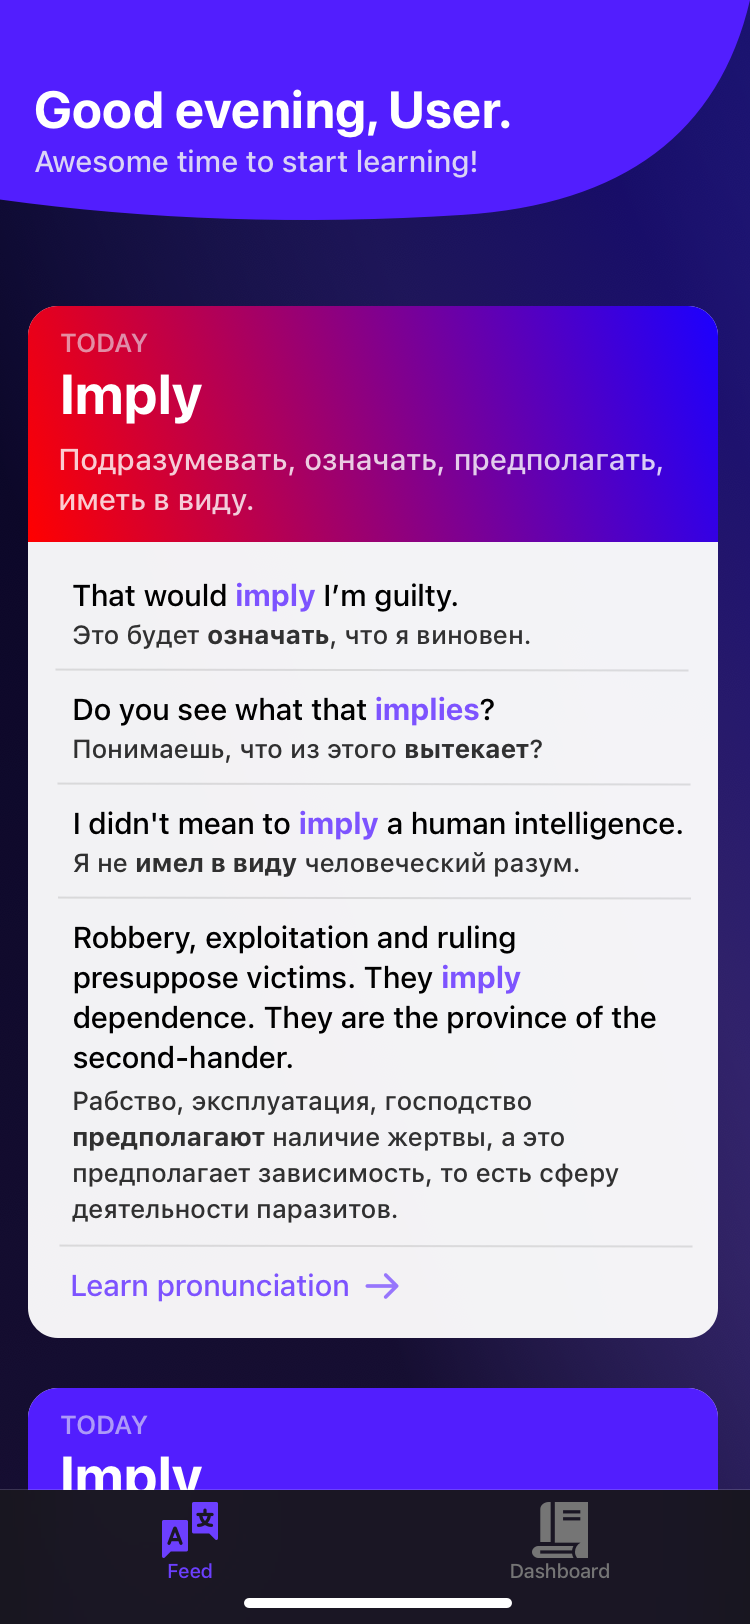 Good evening, User.
Awesome time to start learning!
TODAY
Imply
Подразумевать, означать, предполагать,
иметь в виду.
That would imply I’m guilty.
Это будет означать, что я виновен.
Do you see what that implies?
Понимаешь, что из этого вытекает?
I didn't mean to imply a human intelligence.
Я не имел в виду человеческий разум.
Robbery, exploitation and ruling
presuppose victims. They imply
dependence. They are the province of the
second-hander.
Рабство, эксплуатация, господство
предполагают наличие жертвы, а это
предполагает зависимость, то есть сферу
деятельности паразитов.
Learn pronunciation
TODAY
Imply
A 文
Feed
Dashboard